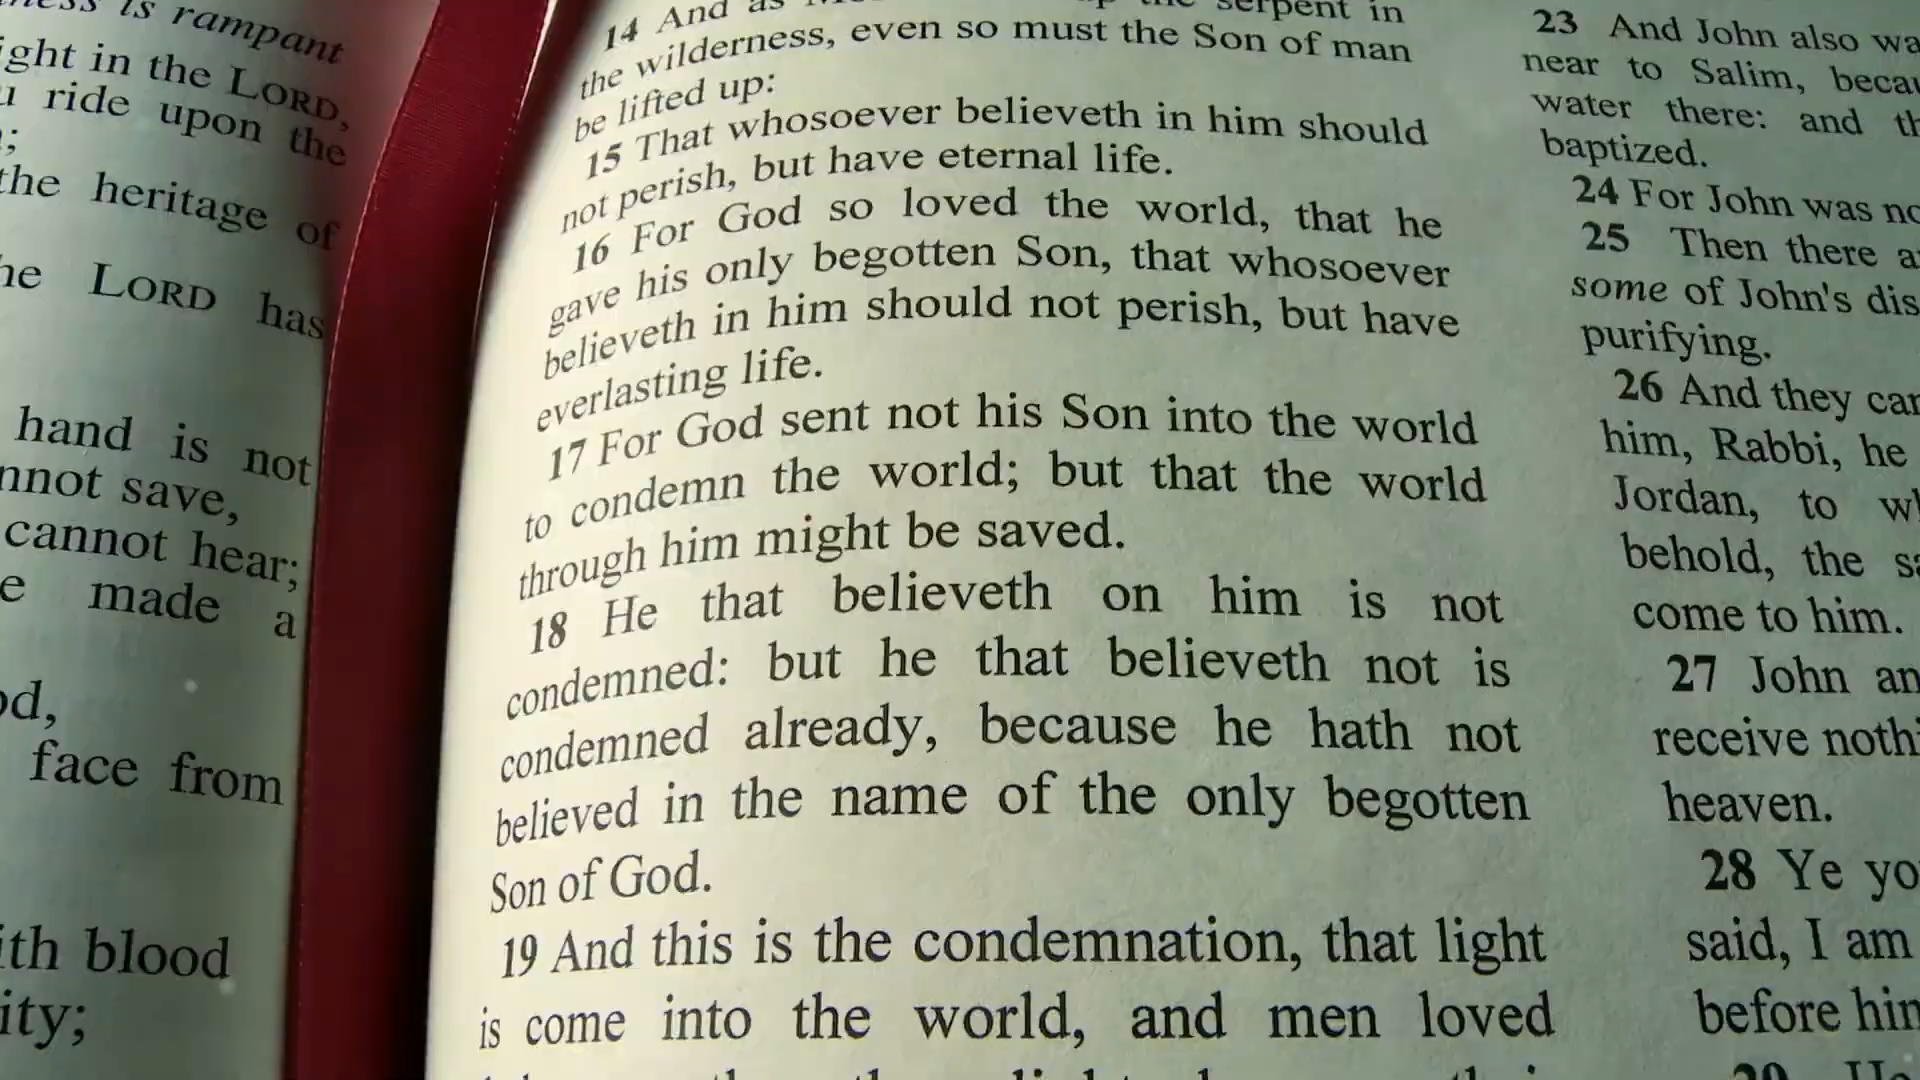 ness is rampant
ight in the LORD,
u ride upon the
;
the heritage of
he LORD has
hand is not
nnot save,
cannot hear;
e made a
od,
face from
ith blood
ity;
14 And as up the serpent in
the wilderness, even so must the Son of man
be lifted up:
15 That whosoever believeth in him should
not perish, but have eternal life.
16 For God so loved the world, that he
gave his only begotten Son, that whosoever
believeth in him should not perish, but have
everlasting life.
17 For God sent not his Son into the world
to condemn the world; but that the world
through him might be saved.
18 He that believeth on him is not
condemned: but he that believeth not is
condemned already, because he hath not
believed in the name of the only begotten
Son of God.
19 And this is the condemnation, that light
is come into the world, and men loved
23 And John also wa
near to Salim, becau
water there: and th
baptized.
24 For John was no
25 Then there a
some of John's dis
purifying.
26 And they cam
him, Rabbi, he
Jordan, to wh
behold, the sa
come to him.
27 John an
receive nothi
heaven.
28 Ye yo
said, I am
before him